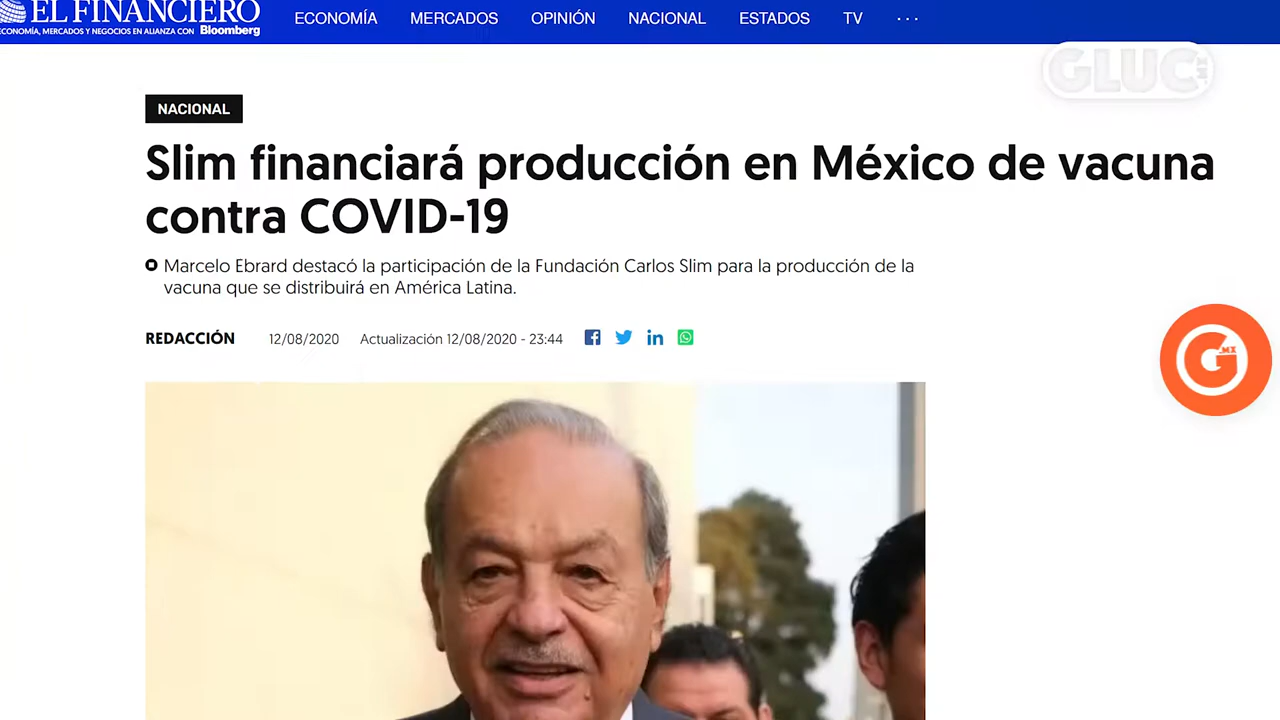 EL FINANCIERO
ECONOMÍA, MERCADOS Y NEGOCIOS EN ALIANZA CON Bloomberg
ECONOMÍA MERCADOS OPINIÓN NACIONAL ESTADOS TV ...
GLUC MX
NACIONAL
Slim financiará producción en México de vacuna
contra COVID-19
Marcelo Ebrard destacó la participación de la Fundación Carlos Slim para la producción de la
vacuna que se distribuirá en América Latina.
REDACCIÓN 12/08/2020 Actualización 12/08/2020 - 23:44
G MX